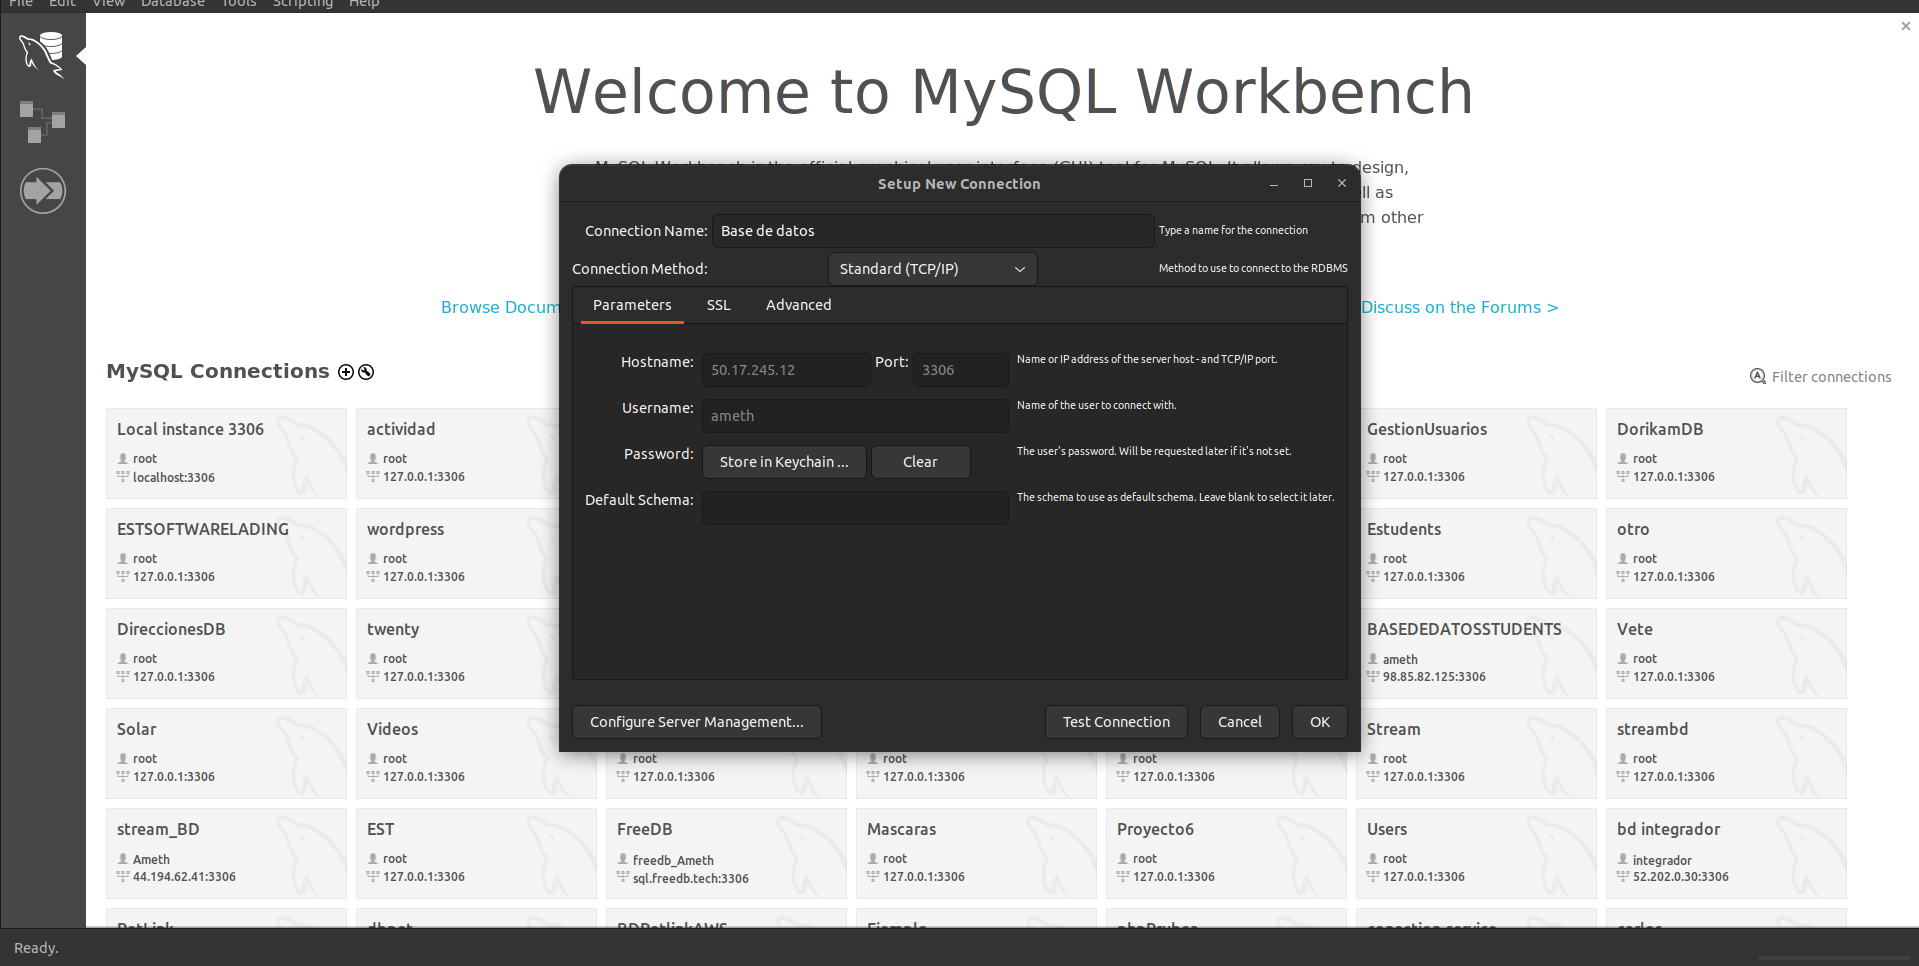 File Edit View Database Tools Scripting Help
Welcome to MySQL Workbench
design,
ll as
m other
Browse Docum
Discuss on the Forums >
Setup New Connection
Connection Name: Base de datos Type a name for the connection
Connection Method: Standard (TCP/IP) Method to use to connect to the RDBMS
Parameters SSL Advanced
Hostname: 50.17.245.12 Port: 3306 Name or IP address of the server host - and TCP/IP port.
Username: ameth Name of the user to connect with.
Password: Store in Keychain ... Clear The user's password. Will be requested later if it's not set.
Default Schema: The schema to use as default schema. Leave blank to select it later.
Configure Server Management... Test Connection Cancel OK
MySQL Connections
Filter connections
Local instance 3306
root
localhost:3306
actividad
root
127.0.0.1:3306
GestionUsuarios
root
127.0.0.1:3306
DorikamDB
root
127.0.0.1:3306
ESTSOFTWARELADING
root
127.0.0.1:3306
wordpress
root
127.0.0.1:3306
Estudents
root
127.0.0.1:3306
otro
root
127.0.0.1:3306
DireccionesDB
root
127.0.0.1:3306
twenty
root
127.0.0.1:3306
BASEDEDATOSSTUDENTS
ameth
98.85.82.125:3306
Vete
root
127.0.0.1:3306
Solar
root
127.0.0.1:3306
Videos
root
127.0.0.1:3306
root
127.0.0.1:3306
root
127.0.0.1:3306
root
127.0.0.1:3306
Stream
root
127.0.0.1:3306
streambd
root
127.0.0.1:3306
stream_BD
Ameth
44.194.62.41:3306
EST
root
127.0.0.1:3306
FreeDB
freedb_Ameth
sql.freedb.tech:3306
Mascaras
root
127.0.0.1:3306
Proyecto6
root
127.0.0.1:3306
Users
root
127.0.0.1:3306
bd integrador
integrador
52.202.0.30:3306
Ready.